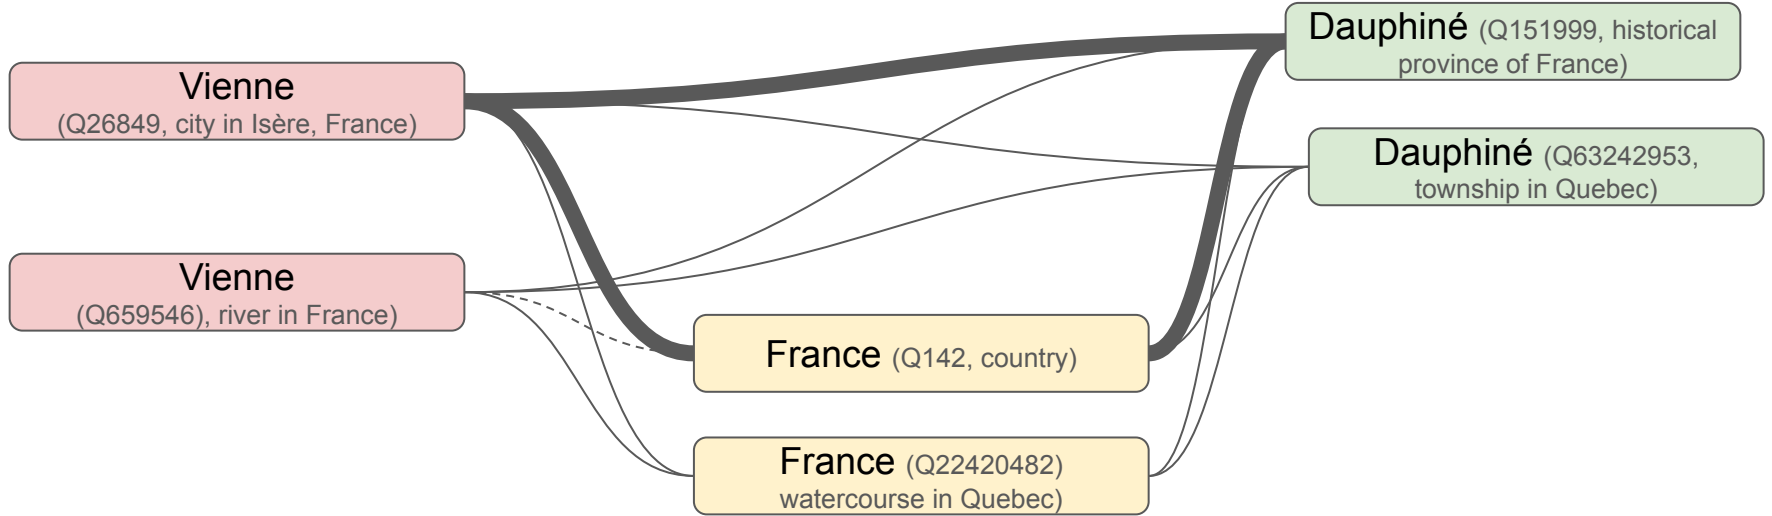 Vienne
(Q26849, city in Isère, France)
Vienne
(Q659546), river in France)
France (Q142, country)
France (Q22420482)
watercourse in Quebec)
Dauphiné (Q151999, historical
province of France)
Dauphiné (Q63242953,
township in Quebec)